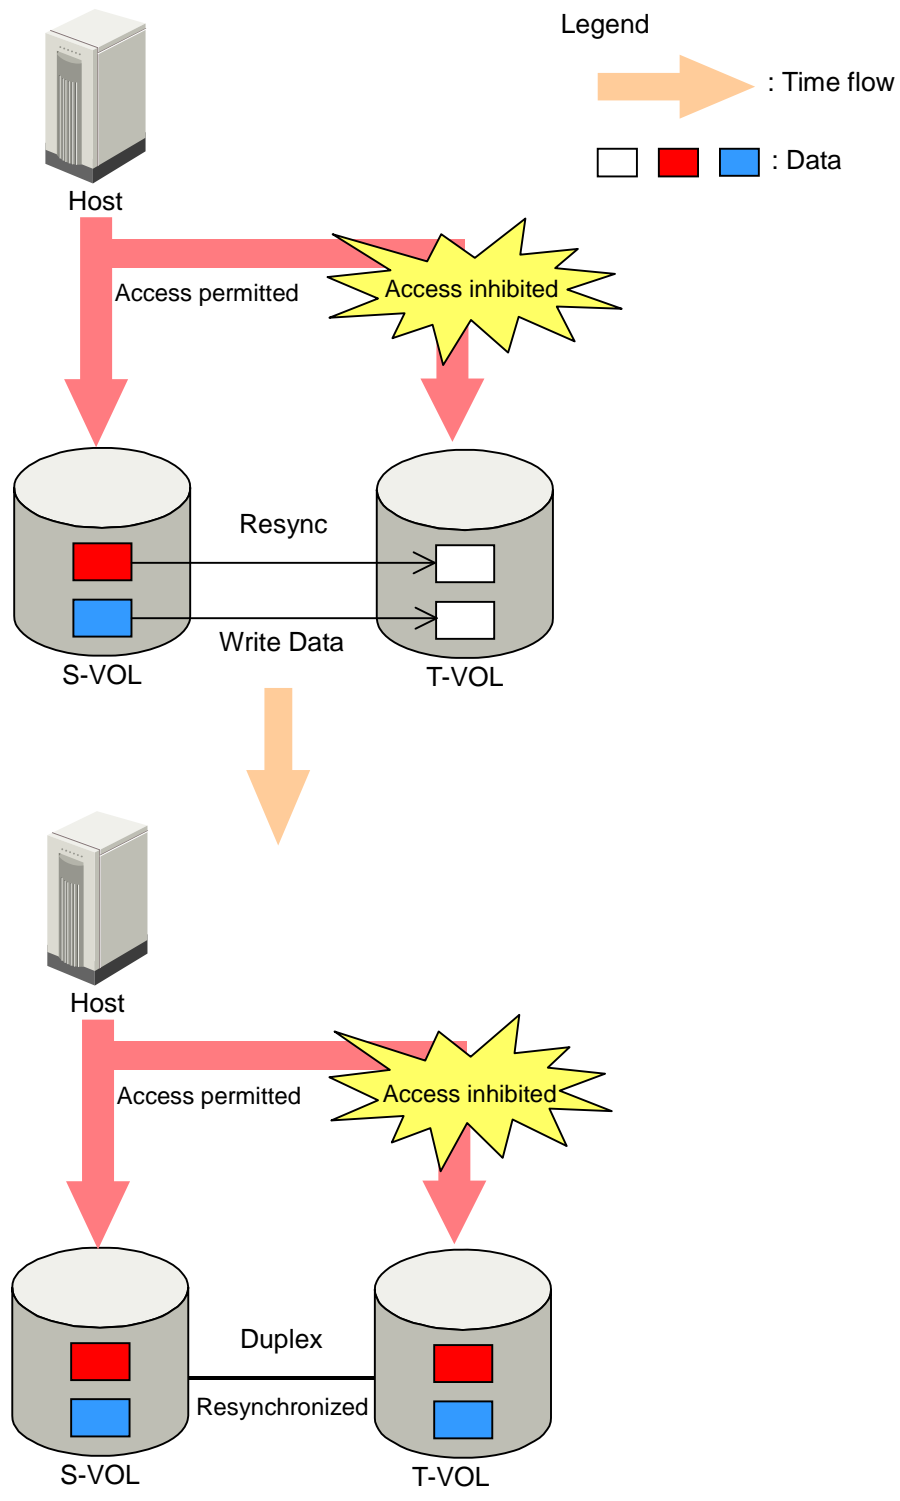 Legend
: Time flow
: Data
Host
Access permitted
Access inhibited
Resync
Write Data
S-VOL
T-VOL
Host
Access permitted
Access inhibited
Duplex
Resynchronized
S-VOL
T-VOL